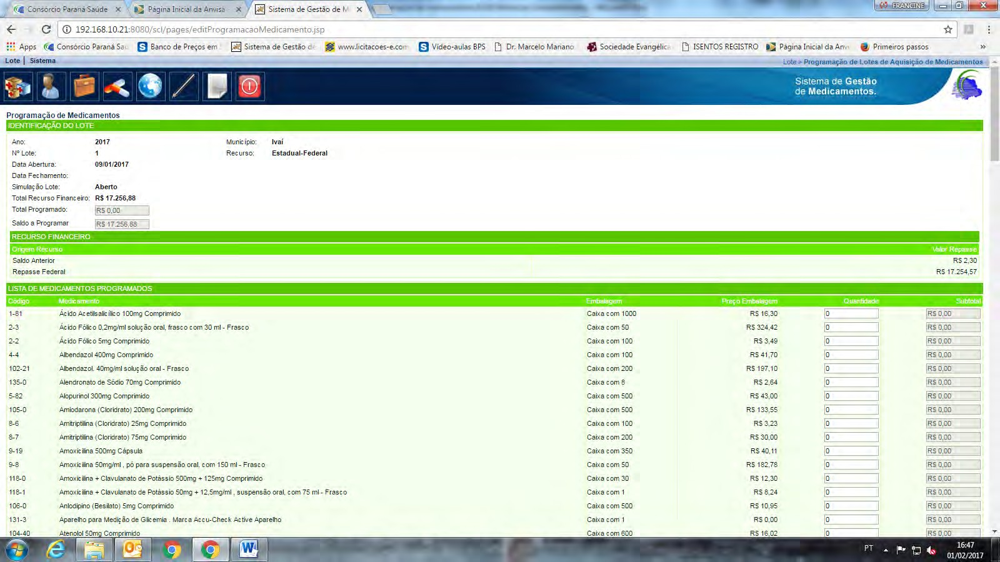 Consórcio Paraná Saúde
Página Inicial da Anvisa
Sistema de Gestão de M
FRANCINE
192.168.10.21:8080/scl/pages/editProgramacaoMedicamento.jsp
Apps Consórcio Paraná Sau Banco de Preços em Sistema de Gestão de www.licitacoes-e.com Vídeo-aulas BPS Dr. Marcelo Mariano Sociedade Evangélica ISENTOS REGISTRO Página Inicial da Anvi Primeiros passos »
Lote | Sistema
Lote > Programação de Lotes de Aquisição de Medicamentos
Sistema de Gestão
de Medicamentos.
Programação de Medicamentos
IDENTIFICAÇÃO DO LOTE
Ano: 2017 Município: Ivaí
Nº Lote: 1 Recurso: Estadual-Federal
Data Abertura: 09/01/2017
Data Fechamento:
Simulação Lote: Aberto
Total Recurso Financeiro: R$ 17.256,88
Total Programado: R$ 0,00
Saldo a Programar R$ 17.256,88
RECURSO FINANCEIRO
Origem Recurso Valor Repasse
Saldo Anterior R$ 2,30
Repasse Federal R$ 17.254,57
LISTA DE MEDICAMENTOS PROGRAMADOS
Código Medicamento Embalagem Preço Embalagem Quantidade Subtotal
1-81 Ácido Acetilsalicílico 100mg Comprimido Caixa com 1000 R$ 16,30 0 R$ 0,00
2-3 Ácido Fólico 0,2mg/ml solução oral, frasco com 30 ml - Frasco Caixa com 50 R$ 324,42 0 R$ 0,00
2-2 Ácido Fólico 5mg Comprimido Caixa com 100 R$ 3,49 0 R$ 0,00
4-4 Albendazol 400mg Comprimido Caixa com 100 R$ 41,70 0 R$ 0,00
102-21 Albendazol. 40mg/ml solução oral - Frasco Caixa com 200 R$ 197,10 0 R$ 0,00
135-0 Alendronato de Sódio 70mg Comprimido Caixa com 8 R$ 2,64 0 R$ 0,00
5-82 Alopurinol 300mg Comprimido Caixa com 500 R$ 43,00 0 R$ 0,00
105-0 Amiodarona (Cloridrato) 200mg Comprimido Caixa com 500 R$ 133,55 0 R$ 0,00
8-6 Amitriptilina (Cloridrato) 25mg Comprimido Caixa com 100 R$ 3,23 0 R$ 0,00
8-7 Amitriptilina (Cloridrato) 75mg Comprimido Caixa com 200 R$ 30,00 0 R$ 0,00
9-19 Amoxicilina 500mg Cápsula Caixa com 350 R$ 40,11 0 R$ 0,00
9-8 Amoxicilina 50mg/ml , pó para suspensão oral, com 150 ml - Frasco Caixa com 50 R$ 182,78 0 R$ 0,00
118-0 Amoxicilina + Clavulanato de Potássio 500mg + 125mg Comprimido Caixa com 30 R$ 12,30 0 R$ 0,00
118-1 Amoxicilina + Clavulanato de Potássio 50mg + 12,5mg/ml , suspensão oral, com 75 ml - Frasco Caixa com 1 R$ 8,24 0 R$ 0,00
106-0 Anlodipino (Besilato) 5mg Comprimido Caixa com 500 R$ 10,95 0 R$ 0,00
131-3 Aparelho para Medição de Glicemia . Marca Accu-Check Active Aparelho Caixa com 1 R$ 0,00 0 R$ 0,00
104-40 Atenolol 50mg Comprimido Caixa com 600 R$ 16,02 0 R$ 0,00
PT 16:47
01/02/2017